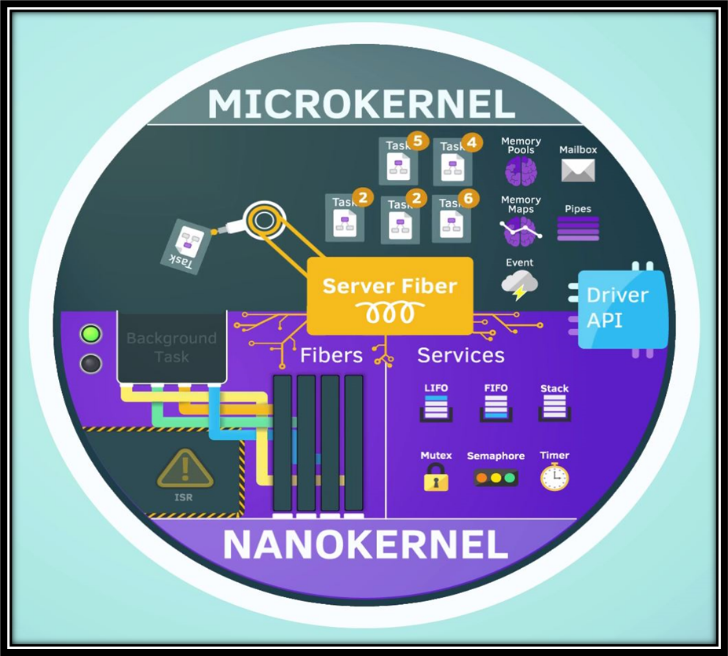 MICROKERNEL
Task 5
Task 4
Memory
Pools
Mailbox
Task 2
Task 2
Task 6
Memory
Maps
Pipes
Task
Event
Server Fiber
Driver
API
Background
Task
Fibers
Services
LIFO
FIFO
Stack
Mutex
Semaphore
Timer
ISR
NANOKERNEL